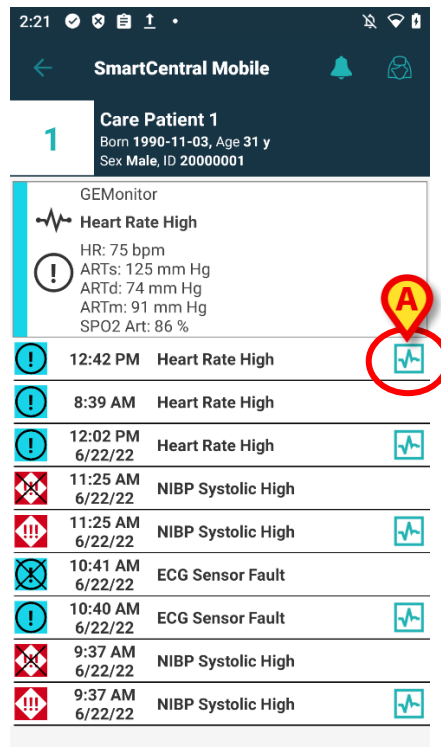 2:21
SmartCentral Mobile
1
Care Patient 1
Born 1990-11-03, Age 31 y
Sex Male, ID 20000001
GEMonitor
Heart Rate High
HR: 75 bpm
ARTs: 125 mm Hg
ARTd: 74 mm Hg
ARTm: 91 mm Hg
SPO2 Art: 86 %
A
! 12:42 PM Heart Rate High
! 8:39 AM Heart Rate High
! 12:02 PM Heart Rate High
6/22/22
!!! 11:25 AM NIBP Systolic High
6/22/22
!!! 11:25 AM NIBP Systolic High
6/22/22
! 10:41 AM ECG Sensor Fault
6/22/22
! 10:40 AM ECG Sensor Fault
6/22/22
!!! 9:37 AM NIBP Systolic High
6/22/22
!!! 9:37 AM NIBP Systolic High
6/22/22